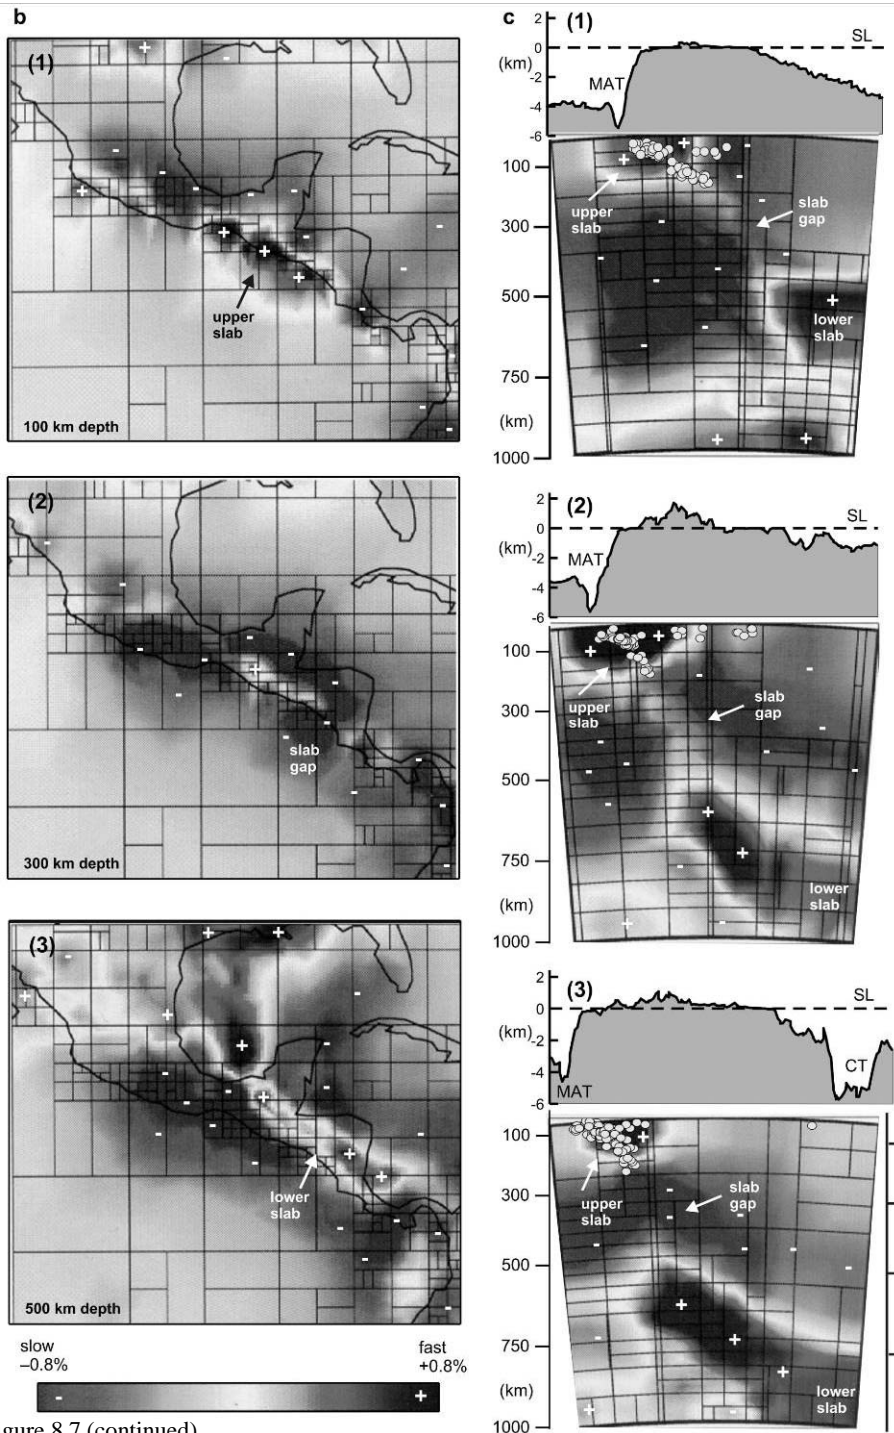 b
(1)
upper
slab
100 km depth
(2)
slab
gap
300 km depth
(3)
lower
slab
500 km depth
slow
–0.8%
fast
+0.8%
-
+
gure 8.7 (continued)
c
(1)
2
0
(km)
-2
-4
-6
SL
MAT
100
300
500
750
(km)
1000
upper
slab
slab
gap
lower
slab
(2)
2
0
(km)
-2
-4
-6
SL
MAT
100
300
500
750
(km)
1000
upper
slab
slab
gap
lower
slab
(3)
2
0
(km)
-2
-4
-6
SL
MAT
CT
100
300
500
750
(km)
1000
upper
slab
slab
gap
lower
slab